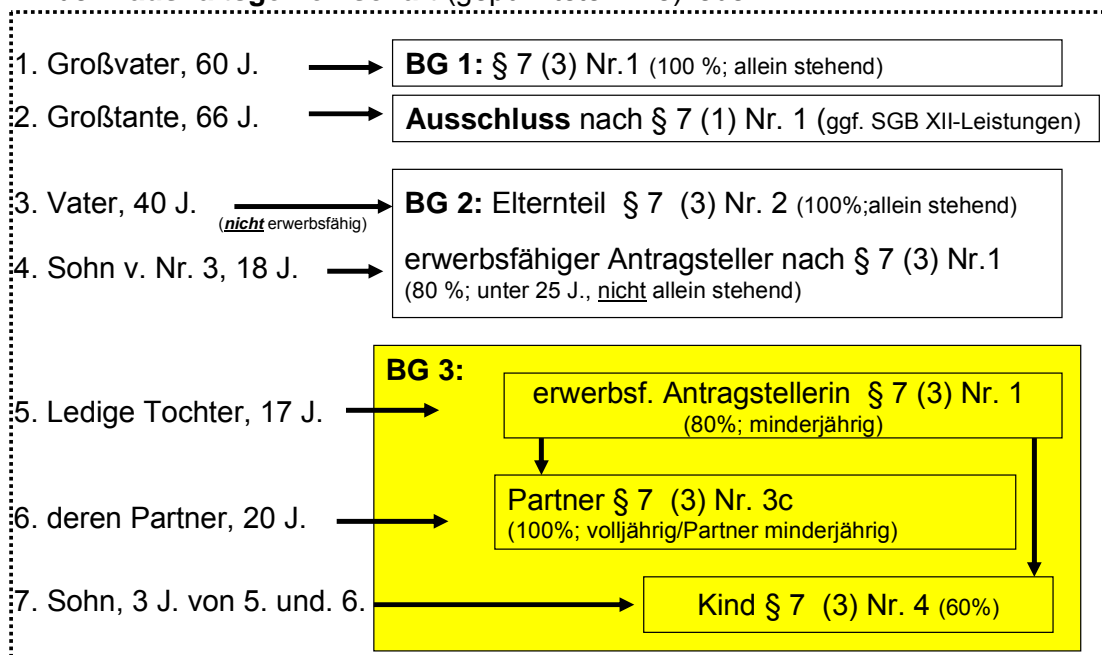 1. Großvater, 60 J.
BG 1: § 7 (3) Nr.1 (100 %; allein stehend)
2. Großtante, 66 J.
Ausschluss nach § 7 (1) Nr. 1 (ggf. SGB XII-Leistungen)
3. Vater, 40 J.
(nicht erwerbsfähig)
BG 2: Elternteil § 7 (3) Nr. 2 (100%;allein stehend)
4. Sohn v. Nr. 3, 18 J.
erwerbsfähiger Antragsteller nach § 7 (3) Nr.1
(80 %; unter 25 J., nicht allein stehend)
BG 3:
5. Ledige Tochter, 17 J.
erwerbsf. Antragstellerin § 7 (3) Nr. 1
(80%; minderjährig)
6. deren Partner, 20 J.
Partner § 7 (3) Nr. 3c
(100%; volljährig/Partner minderjährig)
7. Sohn, 3 J. von 5. und. 6.
Kind § 7 (3) Nr. 4 (60%)